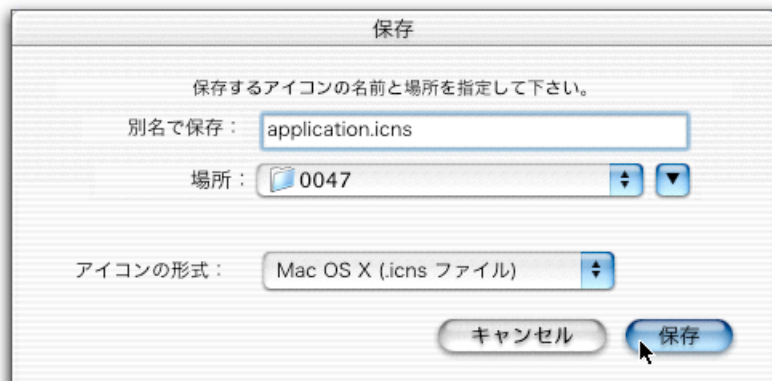 保存
保存するアイコンの名前と場所を指定して下さい。
別名で保存： application.icns
場所： 0047
アイコンの形式： Mac OS X (.icns ファイル)
キャンセル 保存